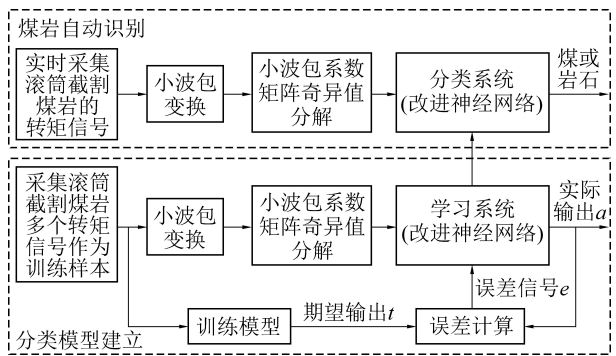 煤岩自动识别
实时采集
滚筒截割
煤岩的
转矩信号
小波包
变换
小波包系数
矩阵奇异值
分解
分类系统
(改进神经网络)
煤或
岩石
采集滚筒
截割煤岩
多个转矩
信号作为
训练样本
小波包
变换
小波包系数
矩阵奇异值
分解
学习系统
(改进神经网络)
实际
输出a
误差信号e
训练模型
期望输出t
误差计算
分类模型建立